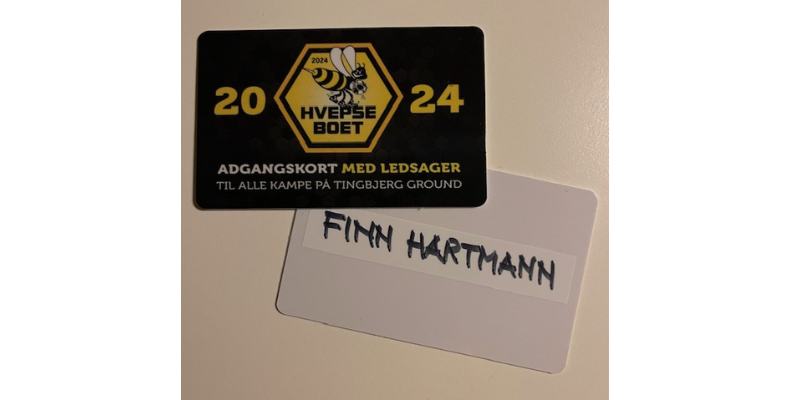 2024
20 24
HVEPSE
BOET
ADGANGSKORT MED LEDSAGER
TIL ALLE KAMPE PÅ TINGBJERG GROUND
FINN HARTMANN